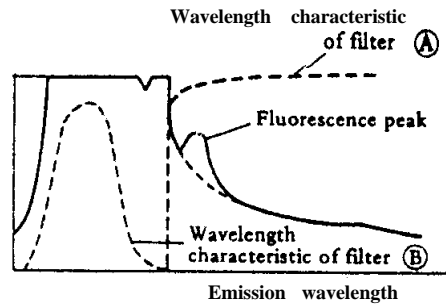 Wavelength characteristic
of filter Ⓐ
Fluorescence peak
Wavelength
characteristic of filter Ⓑ
Emission wavelength